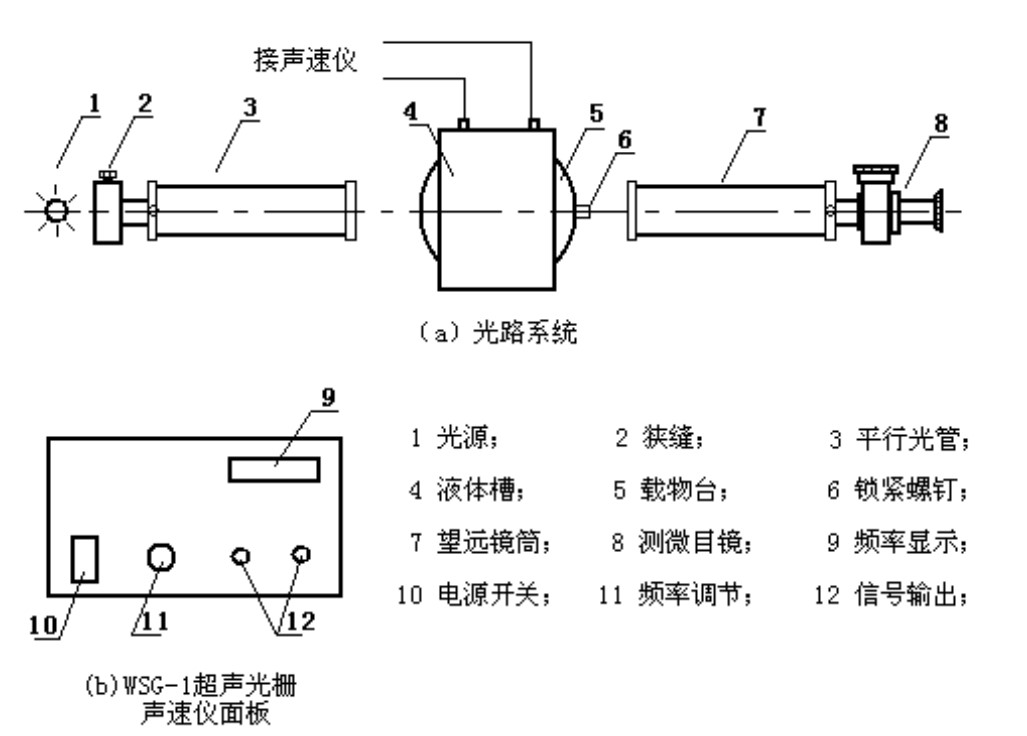 接声速仪
1 2 3 4 5 6 7 8
(a) 光路系统
9
10 11 12
1 光源; 2 狭缝; 3 平行光管;
4 液体槽; 5 载物台; 6 锁紧螺钉;
7 望远镜筒; 8 测微目镜; 9 频率显示;
10 电源开关; 11 频率调节; 12 信号输出;
(b)WSG-1超声光栅
声速仪面板